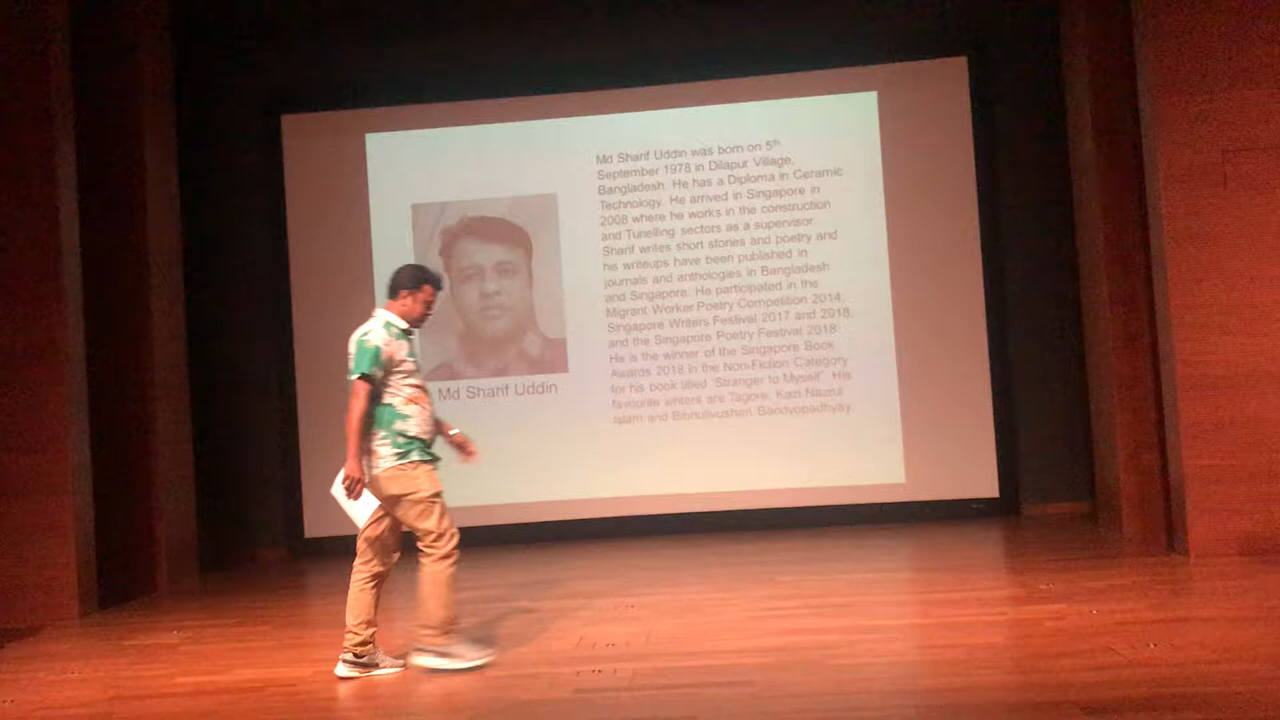 Md Sharif Uddin was born on 5th
September 1978 in Dilapur Village,
Bangladesh. He has a Diploma in Ceramic
Technology. He arrived in Singapore in
2008 where he works in the construction
and Tunelling sectors as a supervisor.
Sharif writes short stories and poetry and
his writeups have been published in
journals and anthologies in Bangladesh
and Singapore. He participated in the
Migrant Worker Poetry Competition 2014,
Singapore Writers Festival 2017 and 2018,
and the Singapore Poetry Festival 2018.
He is the winner of the Singapore Book
Awards 2018 in the Non-Fiction Category
for his book titled 'Stranger to Myself'. His
favourite writers are Tagore, Kazi Nazrul
Islam and Bibhutivushan Bandyopadhyay
Md Sharif Uddin